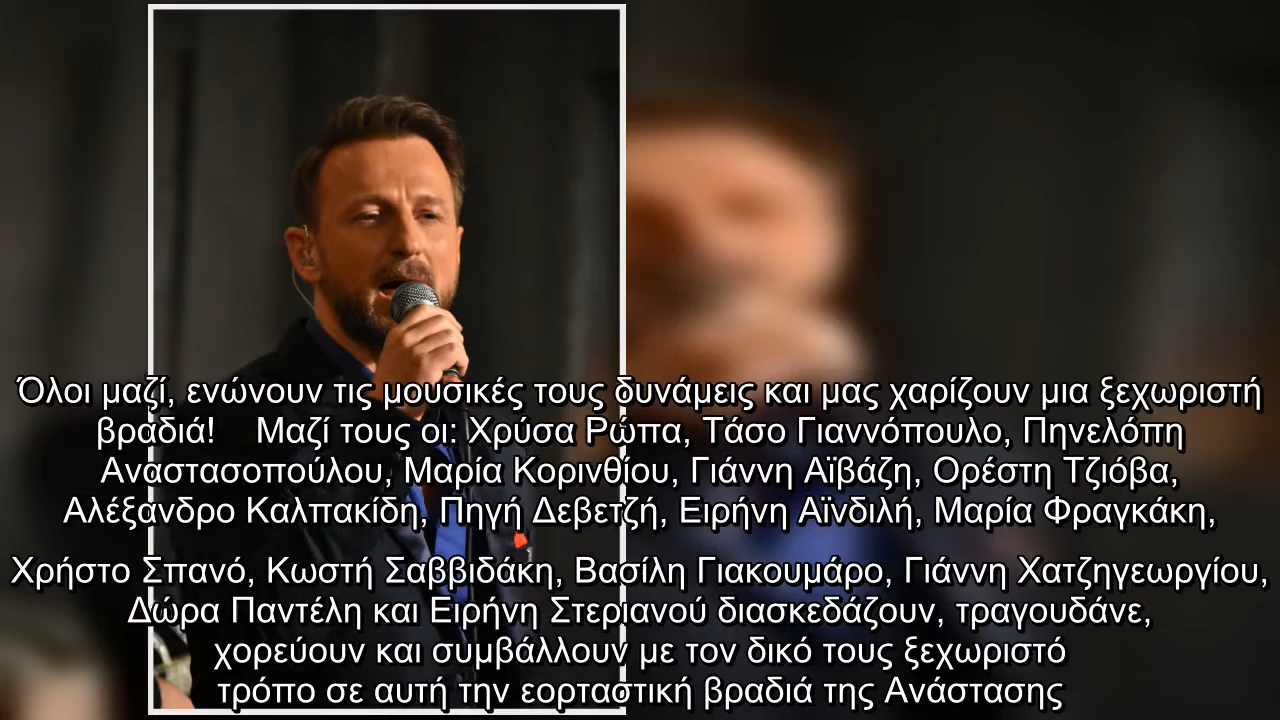 Όλοι μαζί, ενώνουν τις μουσικές τους δυνάμεις και μας χαρίζουν μια ξεχωριστή
βραδιά! Μαζί τους οι: Χρύσα Ρώπα, Τάσο Γιαννόπουλο, Πηνελόπη
Αναστασοπούλου, Μαρία Κορινθίου, Γιάννη Αϊβάζη, Ορέστη Τζιόβα,
Αλέξανδρο Καλπακίδη, Πηγή Δεβετζή, Ειρήνη Αϊνδιλή, Μαρία Φραγκάκη,
Χρήστο Σπανό, Κωστή Σαββιδάκη, Βασίλη Γιακουμάρο, Γιάννη Χατζηγεωργίου,
Δώρα Παντέλη και Ειρήνη Στεριανού διασκεδάζουν, τραγουδάνε,
χορεύουν και συμβάλλουν με τον δικό τους ξεχωριστό
τρόπο σε αυτή την εορταστική βραδιά της Ανάστασης